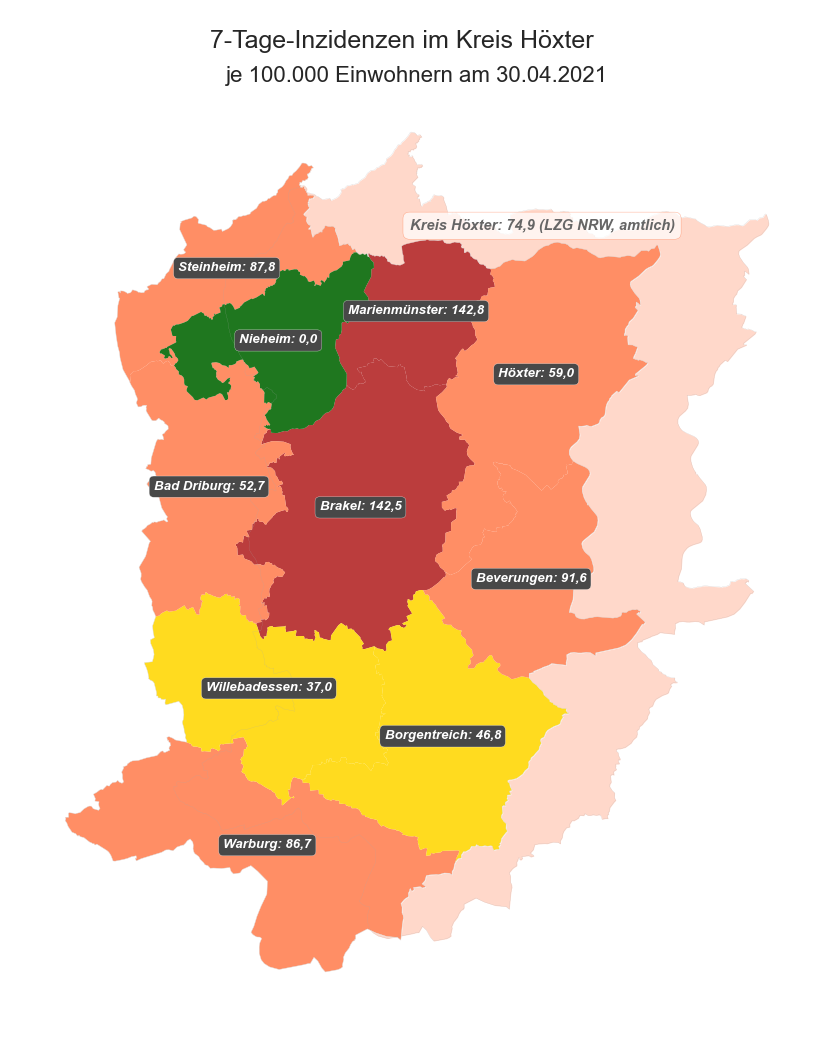 7-Tage-Inzidenzen im Kreis Höxter
je 100.000 Einwohnern am 30.04.2021
Kreis Höxter: 74,9 (LZG NRW, amtlich)
Steinheim: 87,8
Marienmünster: 142,8
Nieheim: 0,0
Höxter: 59,0
Bad Driburg: 52,7
Brakel: 142,5
Beverungen: 91,6
Willebadessen: 37,0
Borgentreich: 46,8
Warburg: 86,7